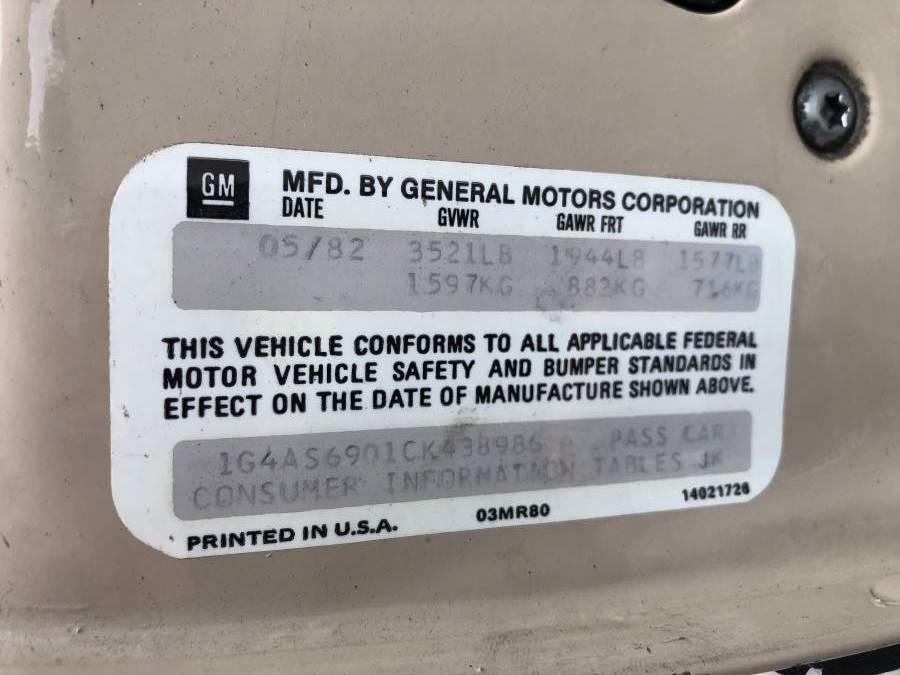 GM MFD. BY GENERAL MOTORS CORPORATION
DATE GVWR GAWR FRT GAWR RR
05/82 3521LB 1944LB 1577LB
1597KG 882KG 716KG
THIS VEHICLE CONFORMS TO ALL APPLICABLE FEDERAL
MOTOR VEHICLE SAFETY AND BUMPER STANDARDS IN
EFFECT ON THE DATE OF MANUFACTURE SHOWN ABOVE.
1G4AS6901CK438986 PASS CAR
CONSUMER INFORMATION TABLES JK
PRINTED IN U.S.A. 03MR80 14021726